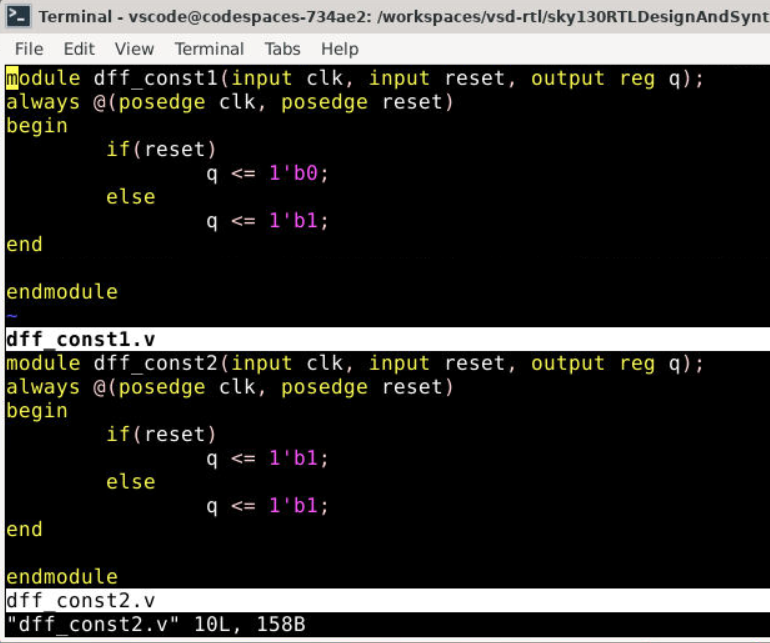 Terminal - vscode@codespaces-734ae2: /workspaces/vsd-rtl/sky130RTLDesignAndSynt
File Edit View Terminal Tabs Help
module dff_const1(input clk, input reset, output reg q);
always @(posedge clk, posedge reset)
begin
        if(reset)
                q <= 1'b0;
        else
                q <= 1'b1;
end

endmodule
~
dff_const1.v
module dff_const2(input clk, input reset, output reg q);
always @(posedge clk, posedge reset)
begin
        if(reset)
                q <= 1'b1;
        else
                q <= 1'b1;
end

endmodule
dff_const2.v
"dff_const2.v" 10L, 158B